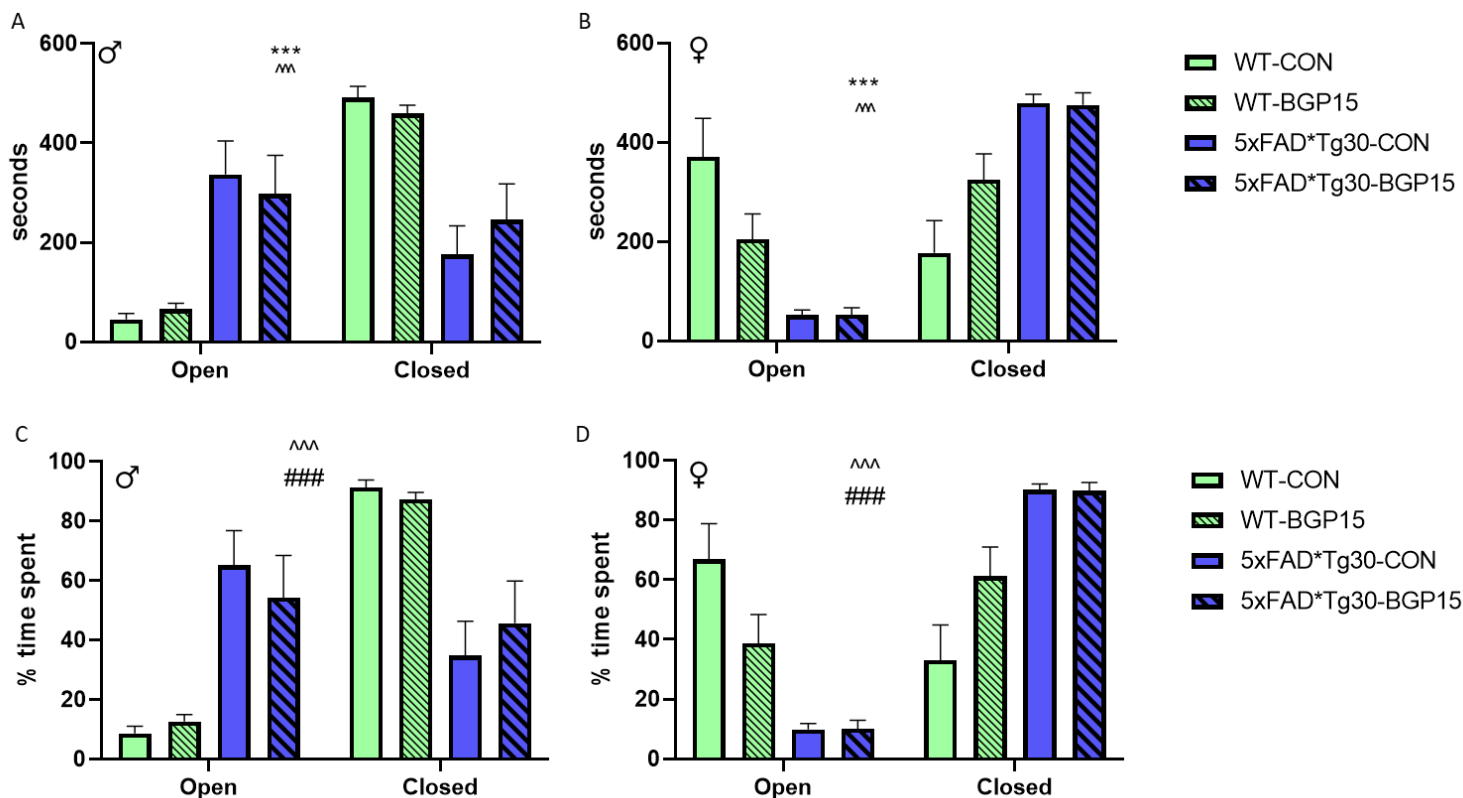 A
♂
***
^^^
600
400
200
0
seconds
Open
Closed
B
♀
***
^^^
600
400
200
0
seconds
Open
Closed
WT-CON
WT-BGP15
5xFAD*Tg30-CON
5xFAD*Tg30-BGP15
C
♂
^^^
###
100
80
60
40
20
0
% time spent
Open
Closed
D
♀
^^^
###
100
80
60
40
20
0
% time spent
Open
Closed
WT-CON
WT-BGP15
5xFAD*Tg30-CON
5xFAD*Tg30-BGP15